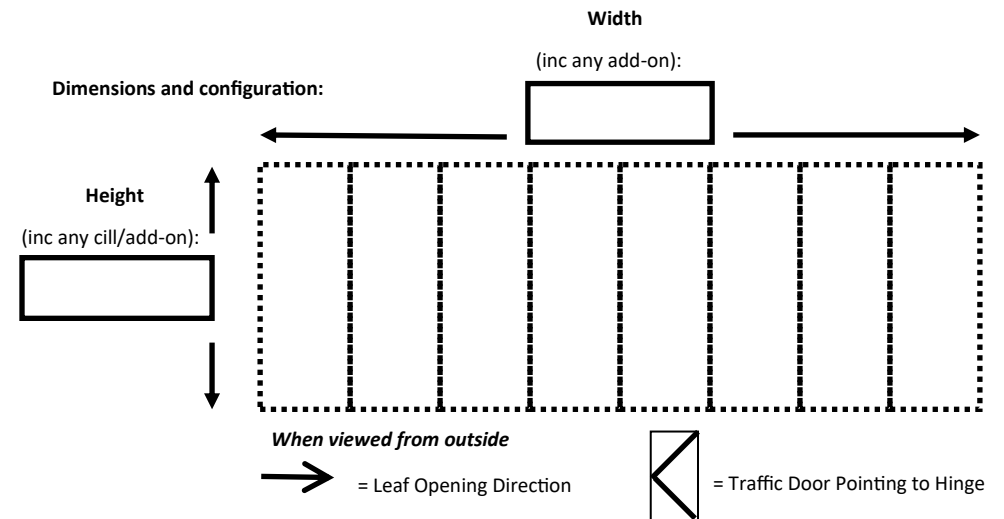 Width
(inc any add-on):
Dimensions and configuration:
Height
(inc any cill/add-on):
When viewed from outside
= Leaf Opening Direction
= Traffic Door Pointing to Hinge